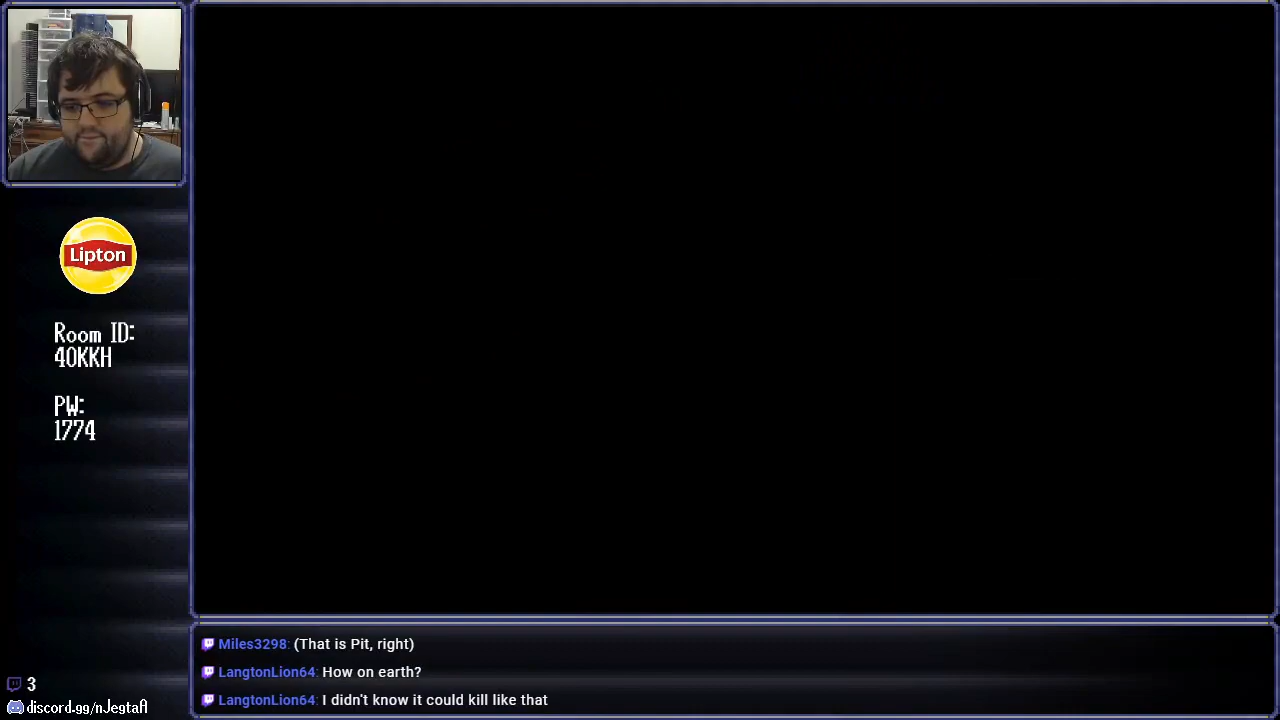 Lipton
Room ID:
40KKH
PW:
1774
Miles3298: (That is Pit, right)
LangtonLion64: How on earth?
LangtonLion64: I didn't know it could kill like that
3
discord.gg/nJegtaA